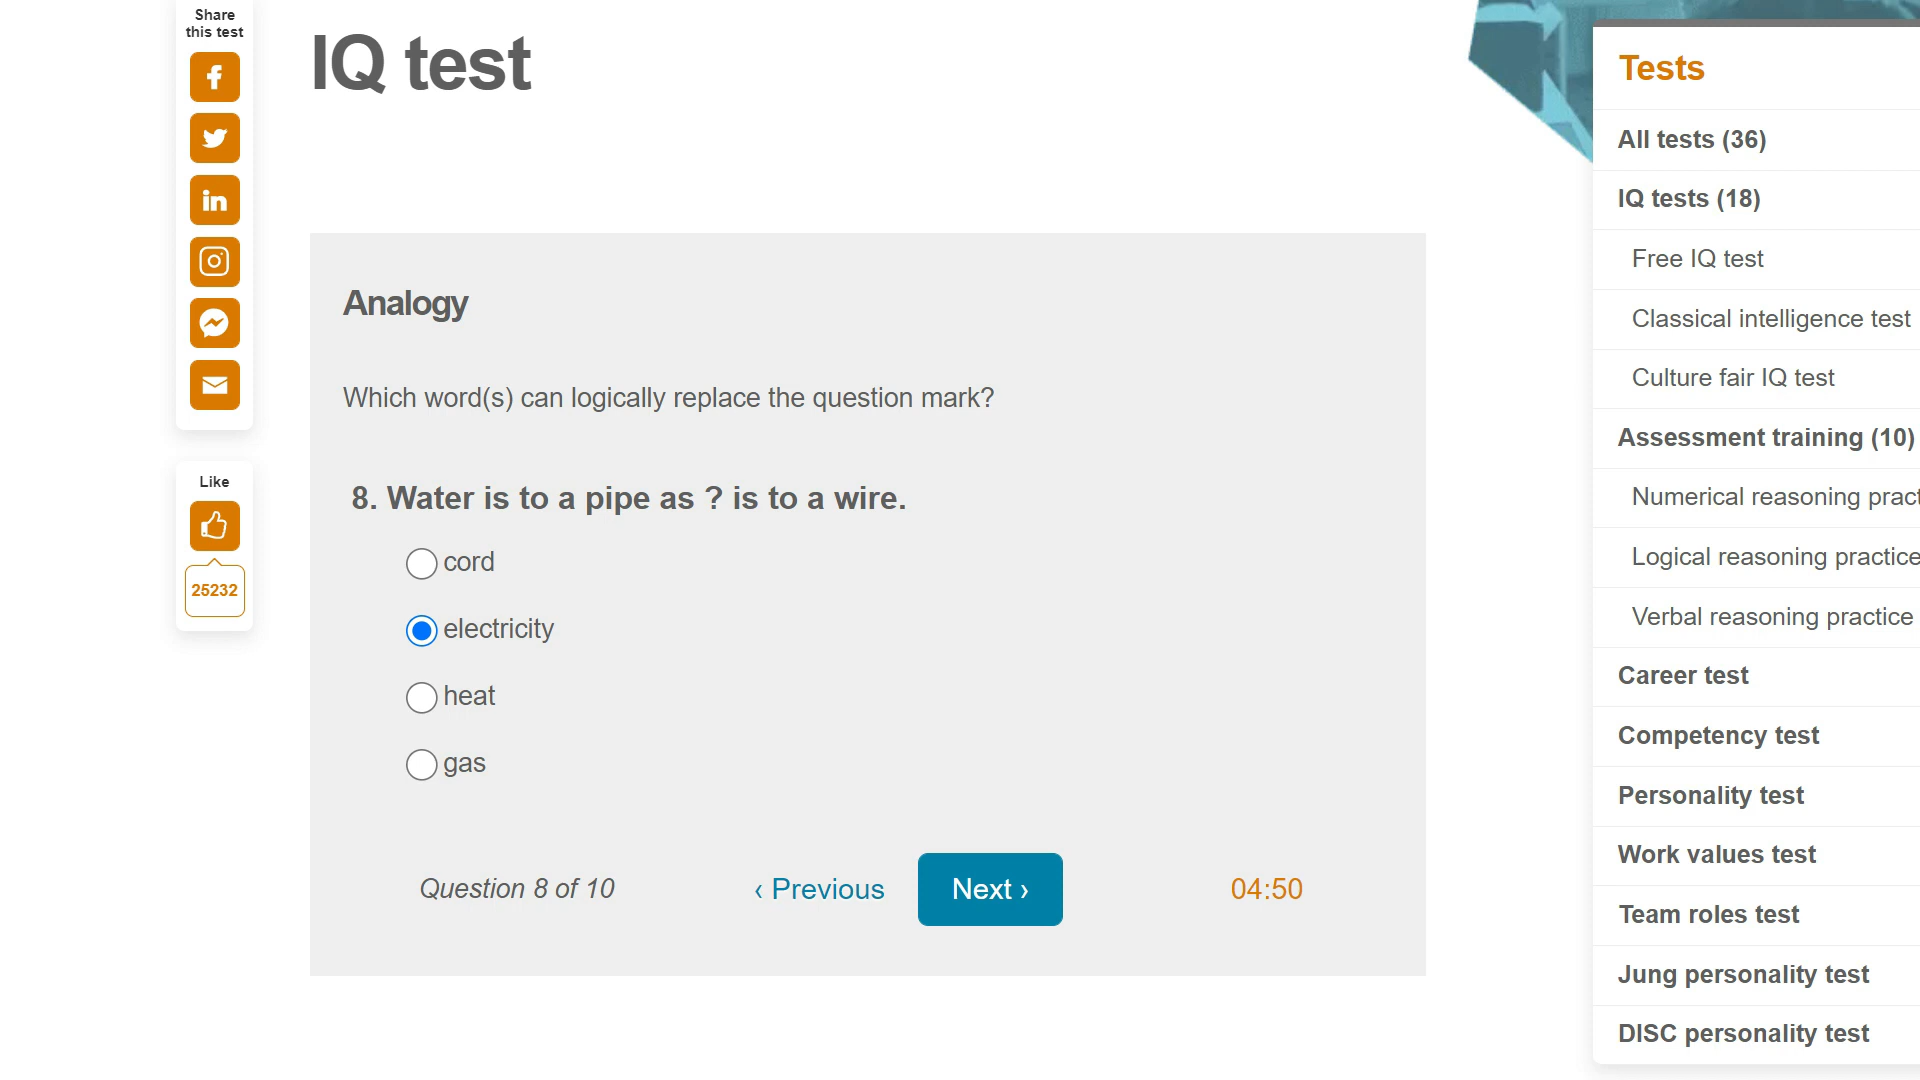 Share
this test
Like
25232
IQ test
Analogy
Which word(s) can logically replace the question mark?
8. Water is to a pipe as ? is to a wire.
cord
electricity
heat
gas
Question 8 of 10
‹ Previous
Next ›
04:50
Tests
All tests (36)
IQ tests (18)
Free IQ test
Classical intelligence test
Culture fair IQ test
Assessment training (10)
Numerical reasoning pract
Logical reasoning practice
Verbal reasoning practice
Career test
Competency test
Personality test
Work values test
Team roles test
Jung personality test
DISC personality test